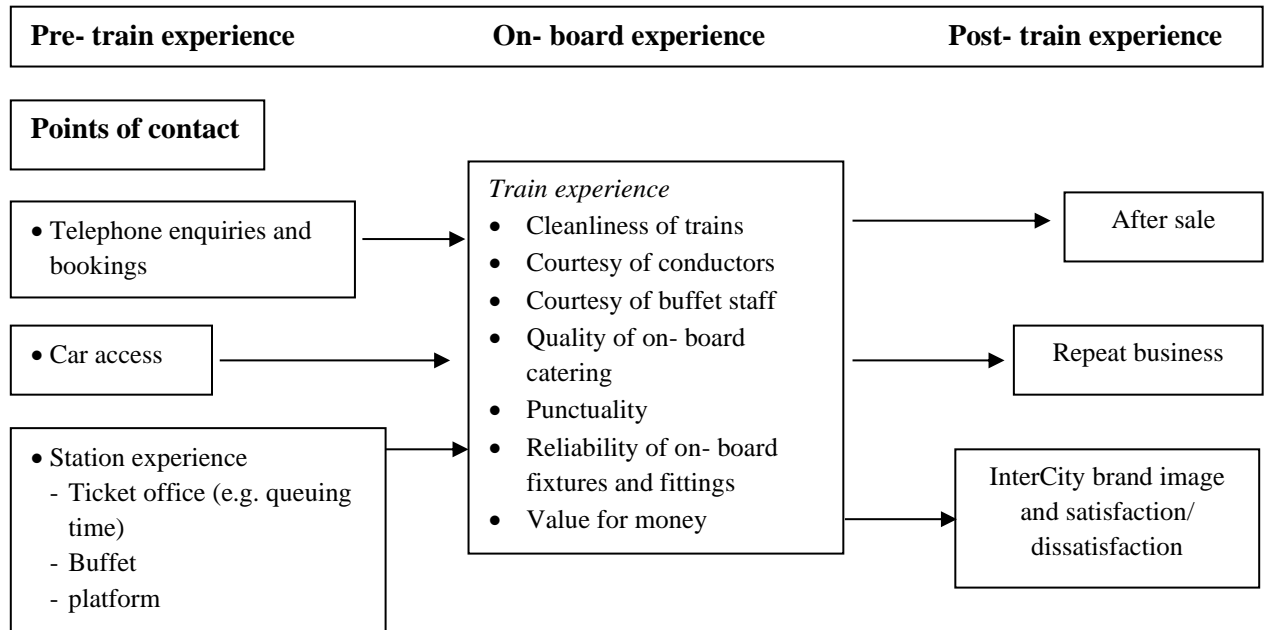 Pre- train experience On- board experience Post- train experience
Points of contact
• Telephone enquiries and
bookings
• Car access
• Station experience
- Ticket office (e.g. queuing
time)
- Buffet
- platform
Train experience
• Cleanliness of trains
• Courtesy of conductors
• Courtesy of buffet staff
• Quality of on- board
catering
• Punctuality
• Reliability of on- board
fixtures and fittings
• Value for money
After sale
Repeat business
InterCity brand image
and satisfaction/
dissatisfaction